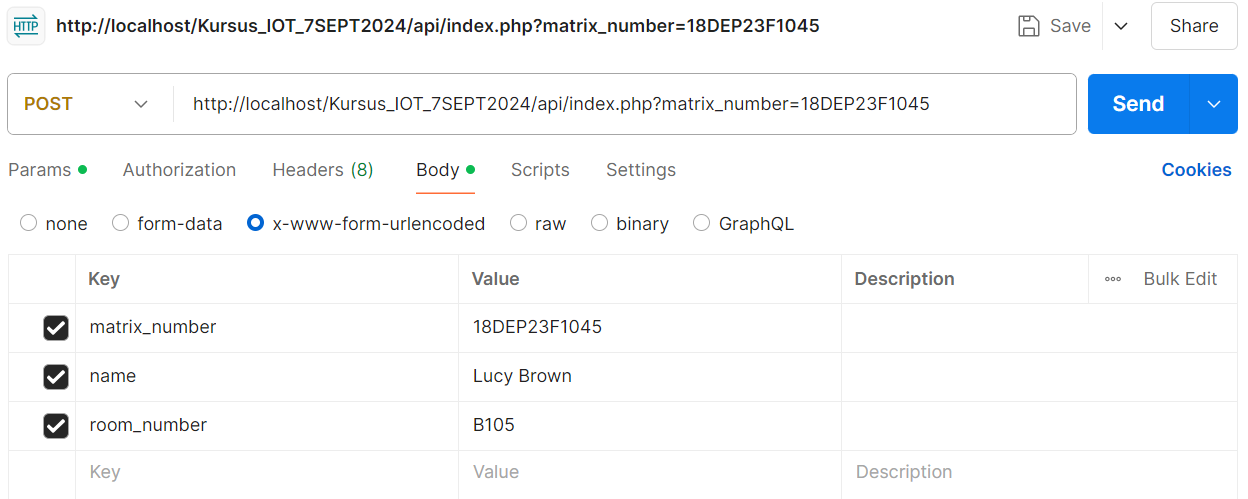 HTTP http://localhost/Kursus_IOT_7SEPT2024/api/index.php?matrix_number=18DEP23F1045 Save Share
POST http://localhost/Kursus_IOT_7SEPT2024/api/index.php?matrix_number=18DEP23F1045 Send
Params Authorization Headers (8) Body Scripts Settings Cookies
none form-data x-www-form-urlencoded raw binary GraphQL
Key Value Description Bulk Edit
matrix_number 18DEP23F1045
name Lucy Brown
room_number B105
Key Value Description